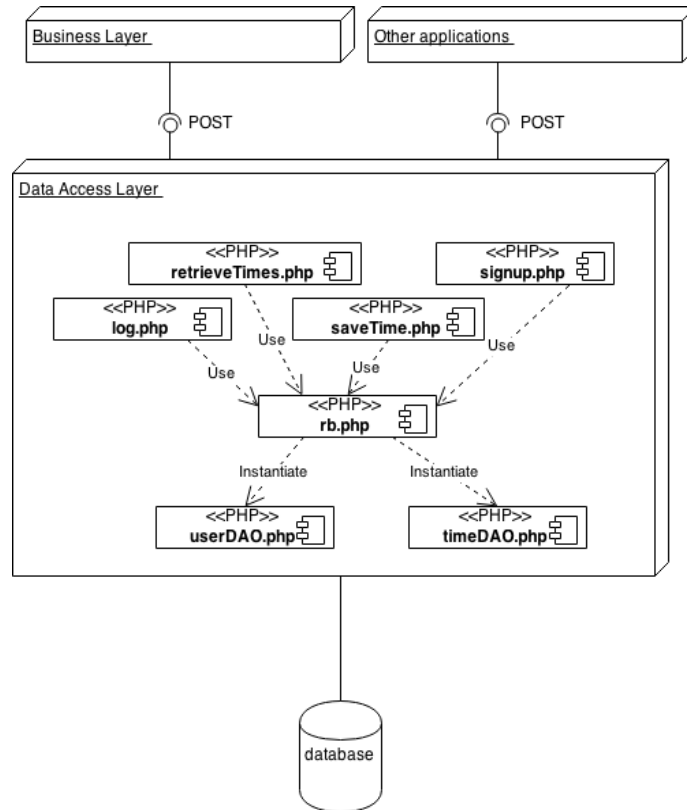 Business Layer
Other applications
POST
POST
Data Access Layer
<<PHP>>
retrieveTimes.php
<<PHP>>
signup.php
<<PHP>>
log.php
<<PHP>>
saveTime.php
Use
Use
Use
Use
<<PHP>>
rb.php
Instantiate
Instantiate
<<PHP>>
userDAO.php
<<PHP>>
timeDAO.php
database